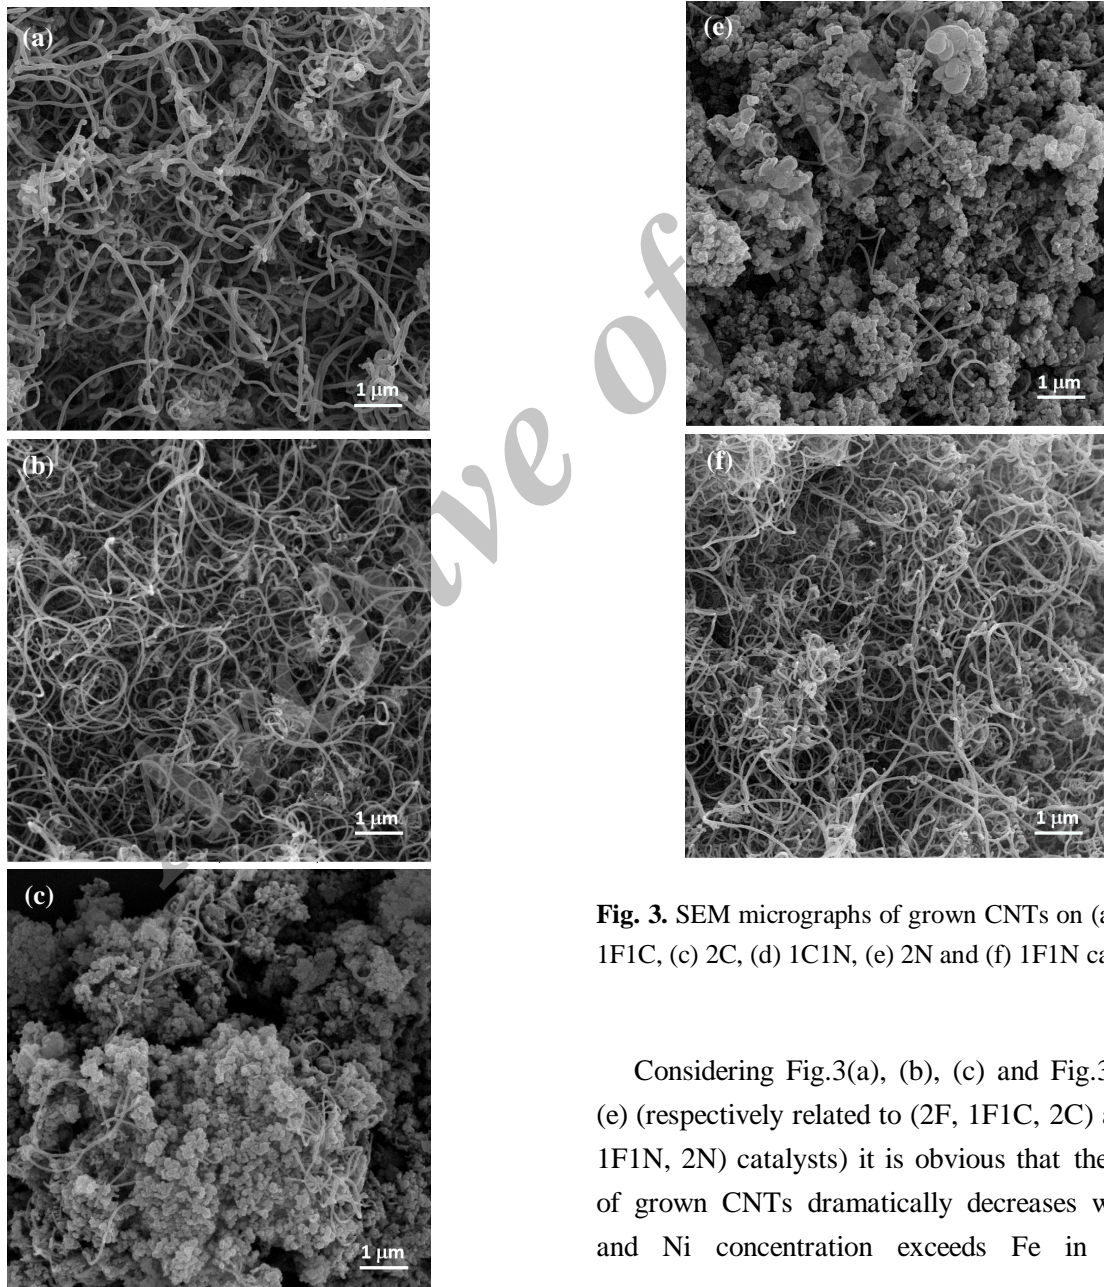 (a)
1 μm
(b)
1 μm
(c)
1 μm
(e)
1 μm
(f)
1 μm
ive of
Fig. 3. SEM micrographs of grown CNTs on (a
1F1C, (c) 2C, (d) 1C1N, (e) 2N and (f) 1F1N ca
Considering Fig.3(a), (b), (c) and Fig.3
(e) (respectively related to (2F, 1F1C, 2C) a
1F1N, 2N) catalysts) it is obvious that the
of grown CNTs dramatically decreases w
and Ni concentration exceeds Fe in